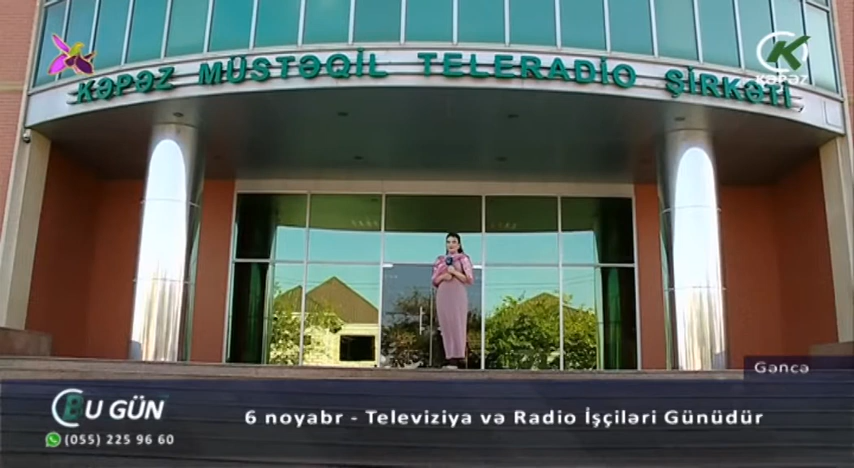 KƏPƏZ MÜSTƏQİL TELERADİO ŞİRKƏTİ
K
KƏPƏZ
Gəncə
BU GÜN
6 noyabr - Televiziya və Radio İşçiləri Günüdür
(055) 225 96 60